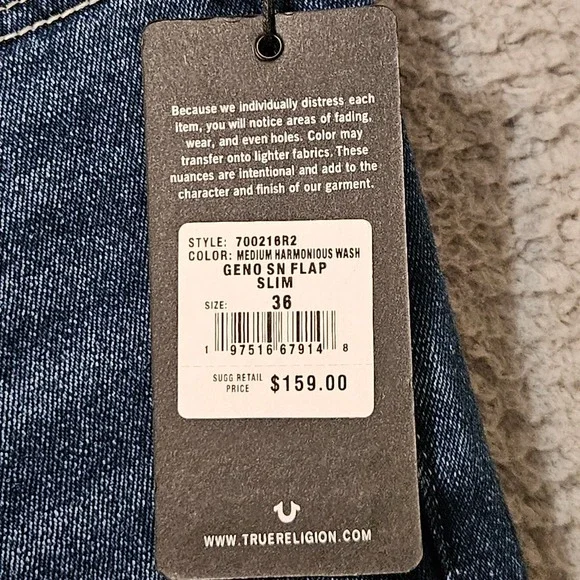 Because we individually distress each
item, you will notice areas of fading,
wear, and even holes. Color may
transfer onto lighter fabrics. These
nuances are intentional and add to the
character and finish of our garment.
STYLE: 700216R2
COLOR: MEDIUM HARMONIOUS WASH
GENO SN FLAP
SLIM
SIZE: 36
1 97516 67914 8
SUGG RETAIL
PRICE $159.00
WWW.TRUERELIGION.COM